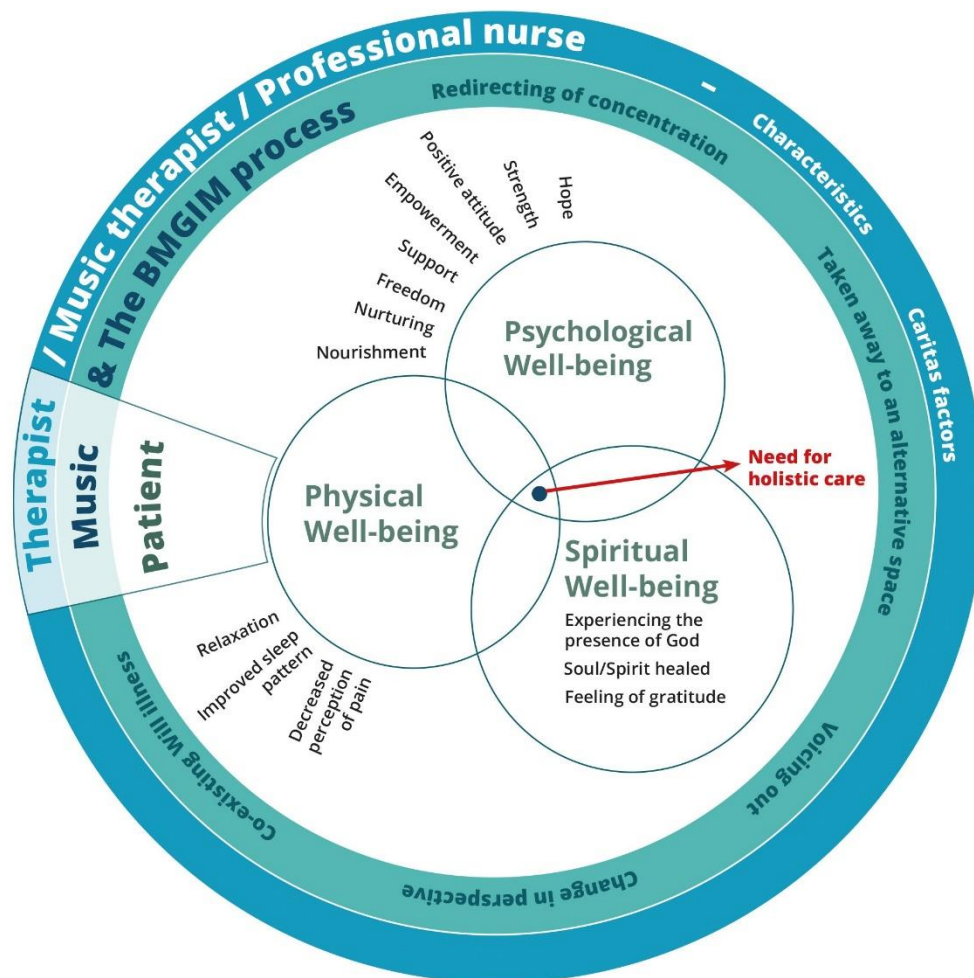 Therapist / Music therapist / Professional nurse – Characteristics Caritas factors
Music & The BMGIM process
Redirecting of concentration
Taken away to an alternative space
Voicing out
Change in perspective
Co-existing Will illness
Patient
Hope
Strength
Positive attitude
Empowerment
Support
Freedom
Nurturing
Nourishment
Psychological
Well-being
Need for
holistic care
Physical
Well-being
Spiritual
Well-being
Experiencing the
presence of God
Soul/Spirit healed
Feeling of gratitude
Relaxation
Improved sleep
pattern
Decreased
perception
of pain